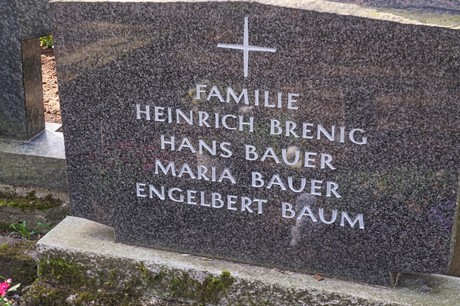 FAMILIE
HEINRICH BRENIG
HANS BAUER
MARIA BAUER
ENGELBERT BAUM